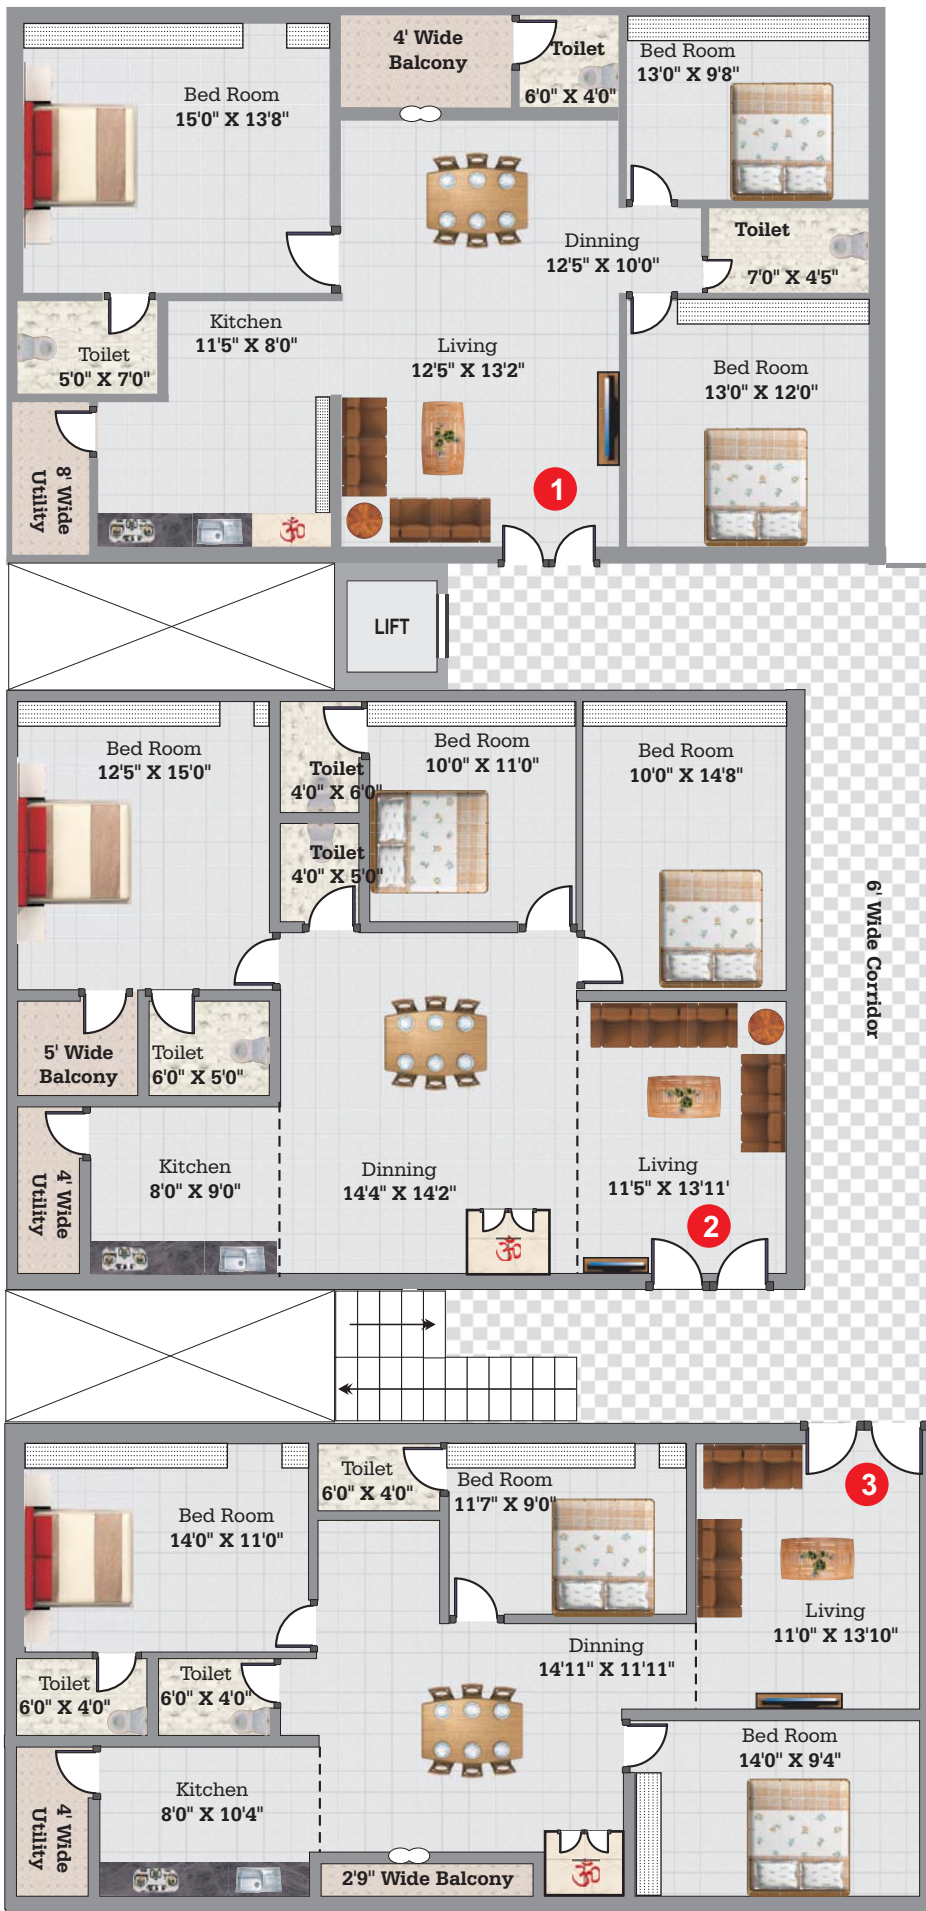 4' Wide
Balcony
Toilet
6'0" X 4'0"
Bed Room
13'0" X 9'8"
Bed Room
15'0" X 13'8"
Toilet
7'0" X 4'5"
Dinning
12'5" X 10'0"
Kitchen
11'5" X 8'0"
Living
12'5" X 13'2"
Toilet
5'0" X 7'0"
Bed Room
13'0" X 12'0"
8' Wide
Utility
ॐ
1
LIFT
Bed Room
12'5" X 15'0"
Toilet
4'0" X 6'0"
Bed Room
10'0" X 11'0"
Bed Room
10'0" X 14'8"
Toilet
4'0" X 5'0"
6' Wide Corridor
5' Wide
Balcony
Toilet
6'0" X 5'0"
4' Wide
Utility
Kitchen
8'0" X 9'0"
Dinning
14'4" X 14'2"
Living
11'5" X 13'11'
2
ॐ
Toilet
6'0" X 4'0"
Bed Room
11'7" X 9'0"
3
Bed Room
14'0" X 11'0"
Living
11'0" X 13'10"
Dinning
14'11" X 11'11"
Toilet
6'0" X 4'0"
Toilet
6'0" X 4'0"
Bed Room
14'0" X 9'4"
4' Wide
Utility
Kitchen
8'0" X 10'4"
2'9" Wide Balcony
ॐ